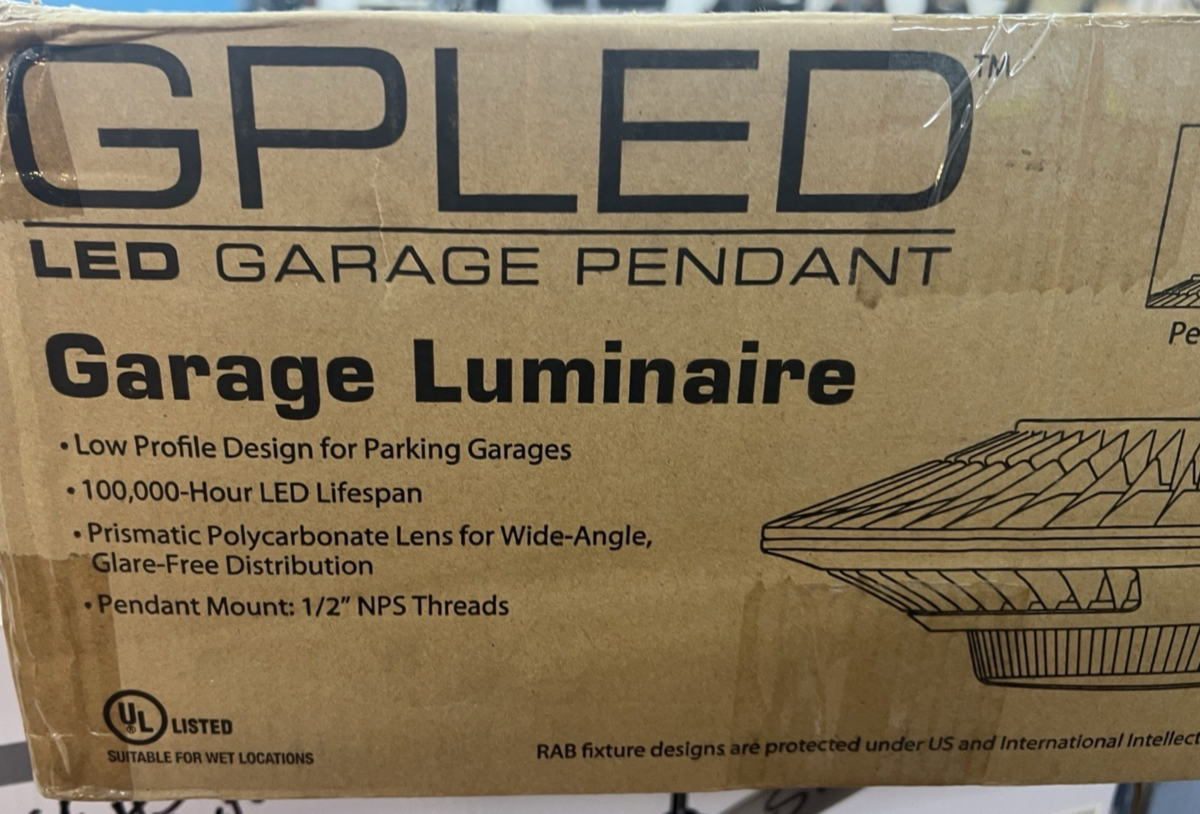 GPLED™
LED GARAGE PENDANT
Garage Luminaire
• Low Profile Design for Parking Garages
• 100,000-Hour LED Lifespan
• Prismatic Polycarbonate Lens for Wide-Angle,
Glare-Free Distribution
• Pendant Mount: 1/2” NPS Threads
Pe
UL® LISTED
SUITABLE FOR WET LOCATIONS
RAB fixture designs are protected under US and International Intellect